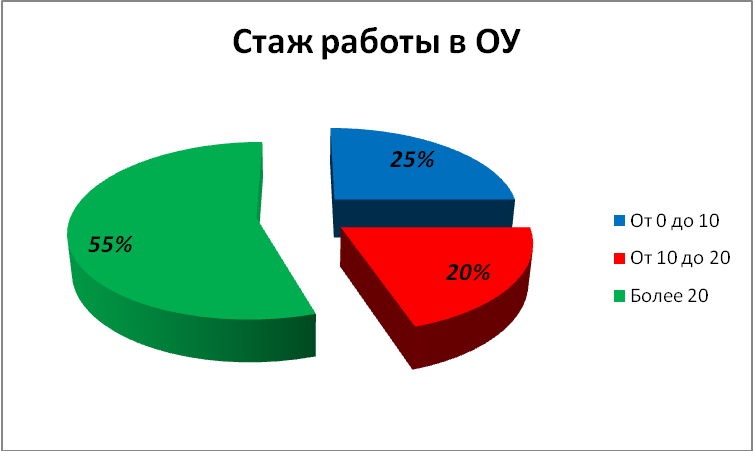 Стаж работы в ОУ
25%
20%
55%
От 0 до 10
От 10 до 20
Более 20